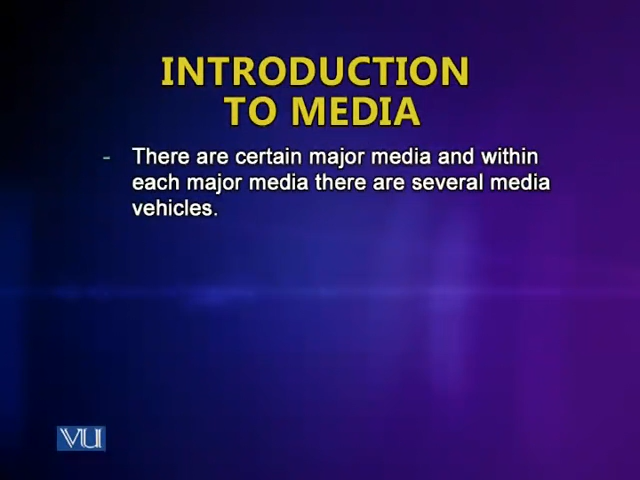 INTRODUCTION
TO MEDIA
- There are certain major media and within
each major media there are several media
vehicles.
VU